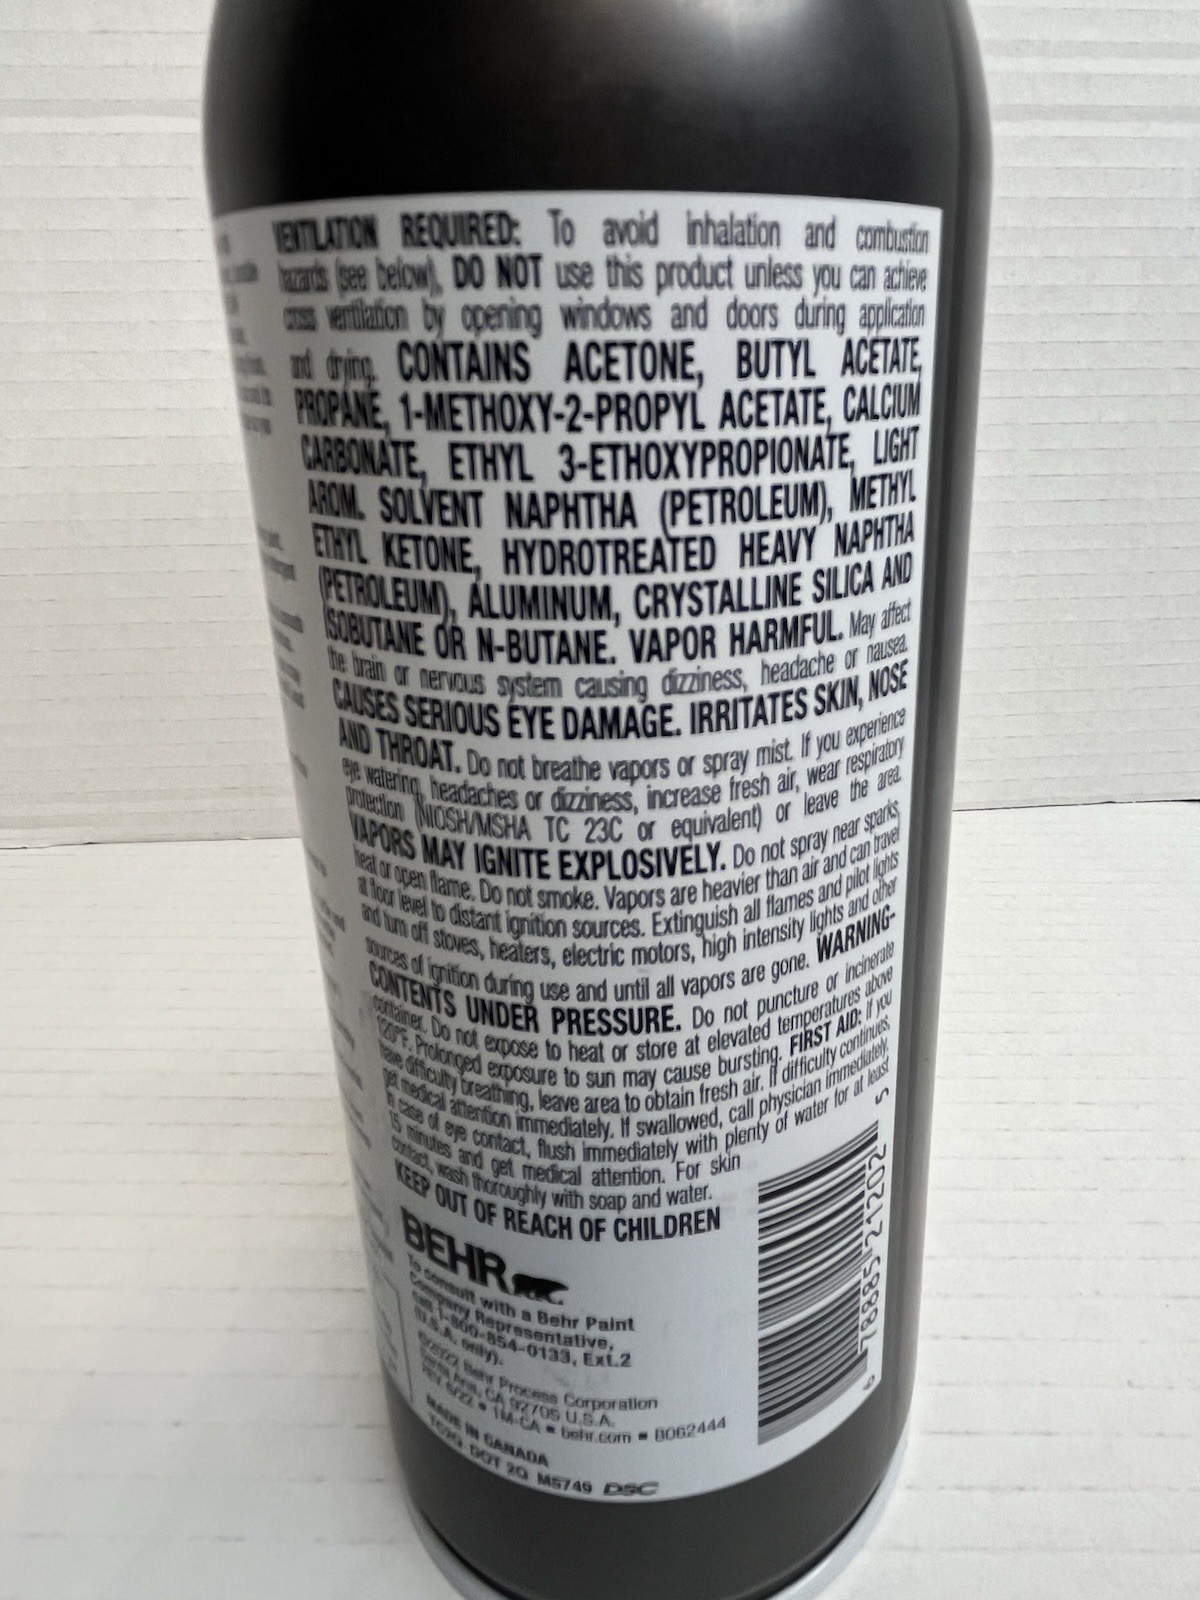 VENTILATION REQUIRED: To avoid inhalation and combustion
hazards (see below), DO NOT use this product unless you can achieve
cross ventilation by opening windows and doors during application
and drying. CONTAINS ACETONE, BUTYL ACETATE,
PROPANE, 1-METHOXY-2-PROPYL ACETATE, CALCIUM
CARBONATE, ETHYL 3-ETHOXYPROPIONATE, LIGHT
AROM. SOLVENT NAPHTHA (PETROLEUM), METHYL
ETHYL KETONE, HYDROTREATED HEAVY NAPHTHA
(PETROLEUM), ALUMINUM, CRYSTALLINE SILICA AND
ISOBUTANE OR N-BUTANE. VAPOR HARMFUL. May affect
the brain or nervous system causing dizziness, headache or nausea.
CAUSES SERIOUS EYE DAMAGE. IRRITATES SKIN, NOSE
AND THROAT. Do not breathe vapors or spray mist. If you experience
eye watering, headaches or dizziness, increase fresh air, wear respiratory
protection (NIOSH/MSHA TC 23C or equivalent) or leave the area.
VAPORS MAY IGNITE EXPLOSIVELY. Do not spray near sparks,
heat or open flame. Do not smoke. Vapors are heavier than air and can travel
at floor level to distant ignition sources. Extinguish all flames and pilot lights
and turn off stoves, heaters, electric motors, high intensity lights and other
sources of ignition during use and until all vapors are gone. WARNING-
CONTENTS UNDER PRESSURE. Do not puncture or incinerate
container. Do not expose to heat or store at elevated temperatures above
120°F. Prolonged exposure to sun may cause bursting. FIRST AID: If you
have difficulty breathing, leave area to obtain fresh air. If difficulty continues,
get medical attention immediately. If swallowed, call physician immediately.
In case of eye contact, flush immediately with plenty of water for at least
15 minutes and get medical attention. For skin
contact, wash thoroughly with soap and water.
KEEP OUT OF REACH OF CHILDREN
BEHR
To consult with a Behr Paint
Company Representative,
call 1-800-854-0133, Ext.2
(U.S.A. only).
©2022 Behr Process Corporation
Santa Ana, CA 92705 U.S.A.
REV 6/22 ■ 1M-CA ■ behr.com ■ B062444
MADE IN CANADA
DOT 2Q M5749 DSC
6 78885 21202 5